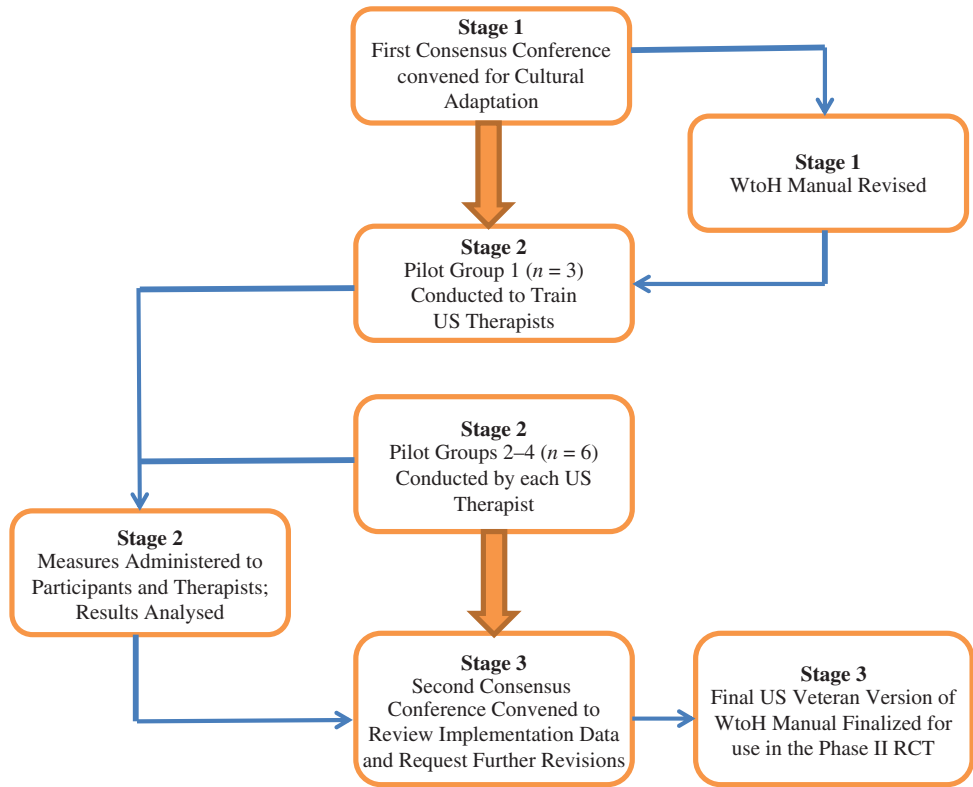 Stage 1
First Consensus Conference
convened for Cultural
Adaptation
Stage 1
WtoH Manual Revised
Stage 2
Pilot Group 1 (n = 3)
Conducted to Train
US Therapists
Stage 2
Pilot Groups 2–4 (n = 6)
Conducted by each US
Therapist
Stage 2
Measures Administered to
Participants and Therapists;
Results Analysed
Stage 3
Second Consensus
Conference Convened to
Review Implementation Data
and Request Further Revisions
Stage 3
Final US Veteran Version of
WtoH Manual Finalized for
use in the Phase II RCT